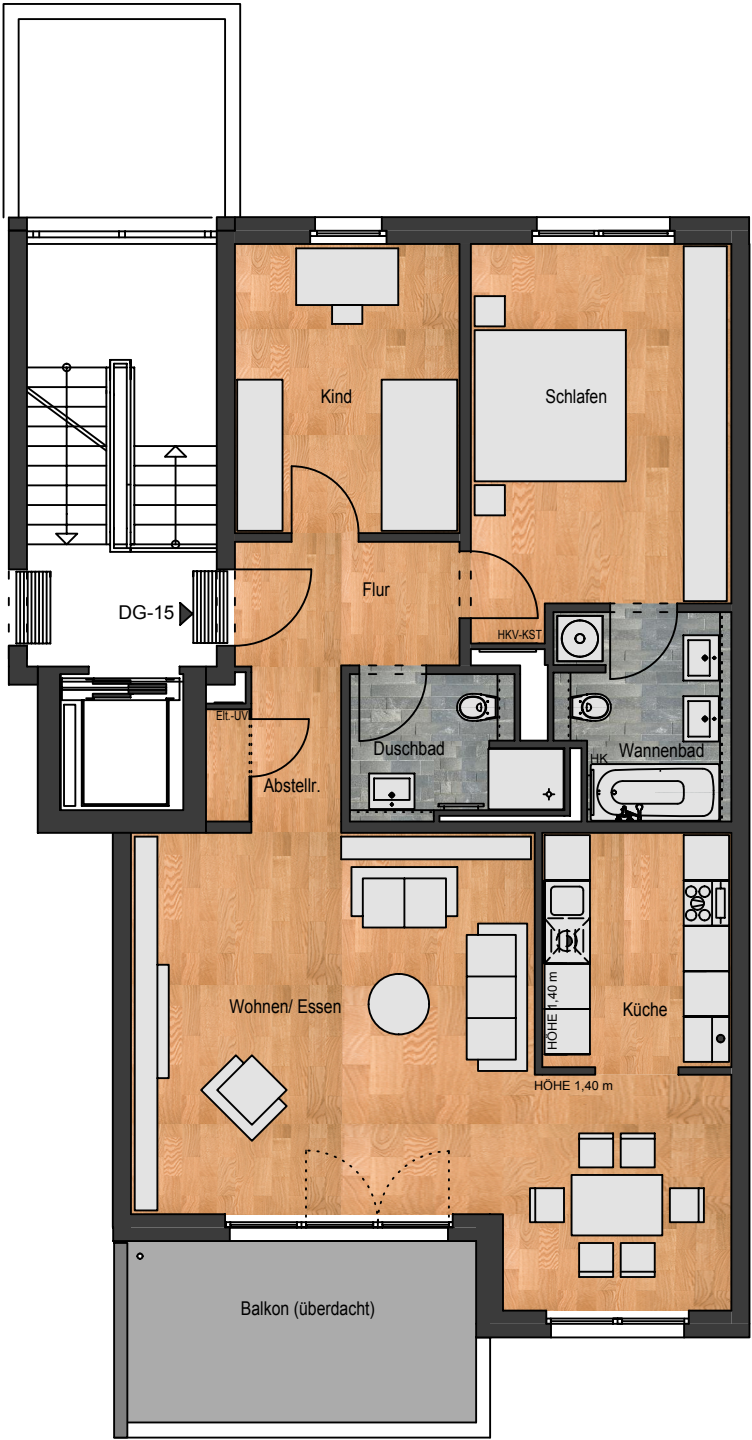 Kind
Schlafen
Flur
DG-15
HKV-KST
Elt.-UV
Duschbad
Wannenbad
HK
Abstellr.
Wohnen/ Essen
Küche
HÖHE 1,40 m
HÖHE 1,40 m
Balkon (überdacht)